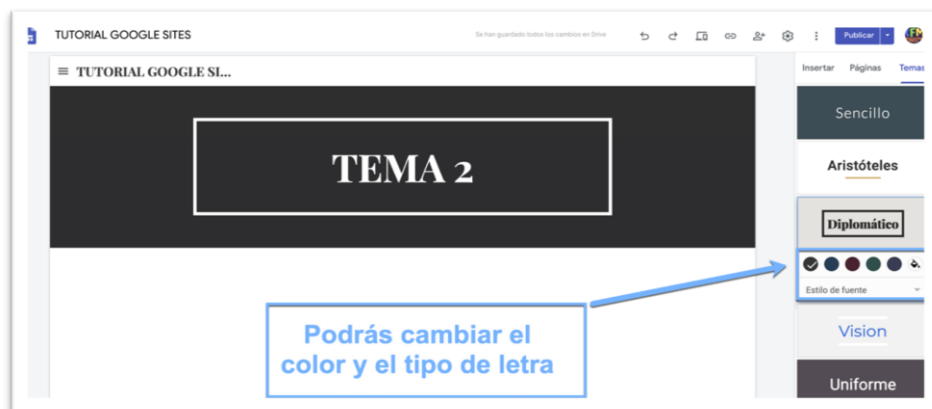 TUTORIAL GOOGLE SITES
Se han guardado todos los cambios en Drive
Publicar
TUTORIAL GOOGLE SI...
Insertar Páginas Temas
TEMA 2
Sencillo
Aristóteles
Diplomático
Estilo de fuente
Podrás cambiar el
color y el tipo de letra
Vision
Uniforme